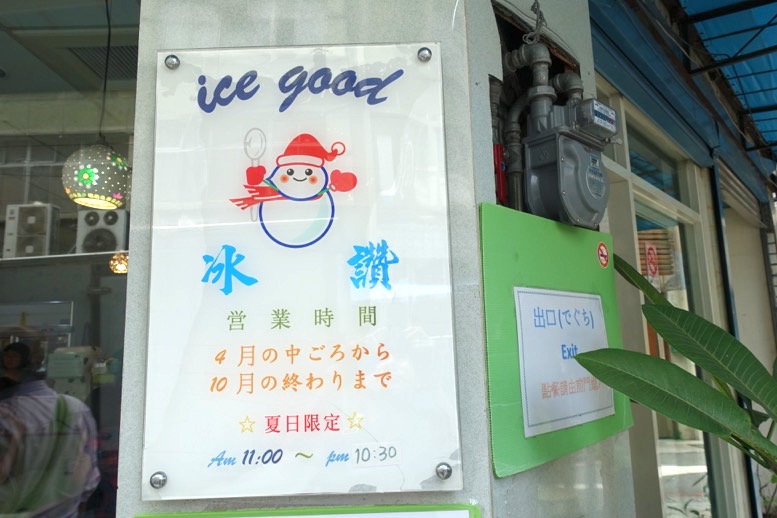 ice good
冰 讚
営業時間
4月の中ごろから
10月の終わりまで
☆夏日限定☆
Am 11:00 ～ pm 10:30
出口(でぐち)
Exit